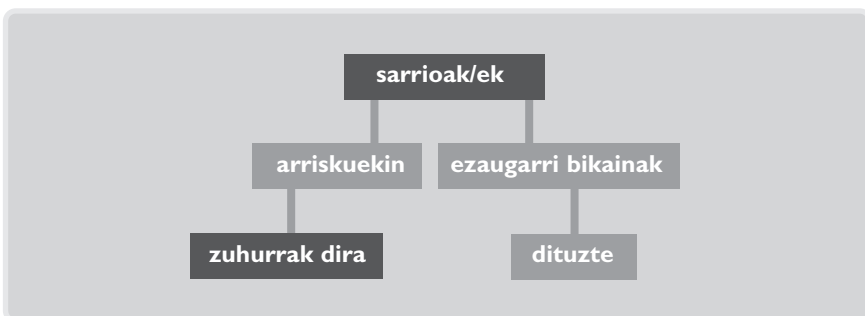 sarrioak/ek
arriskuekin
ezaugarri bikainak
zuhurrak dira
dituzte